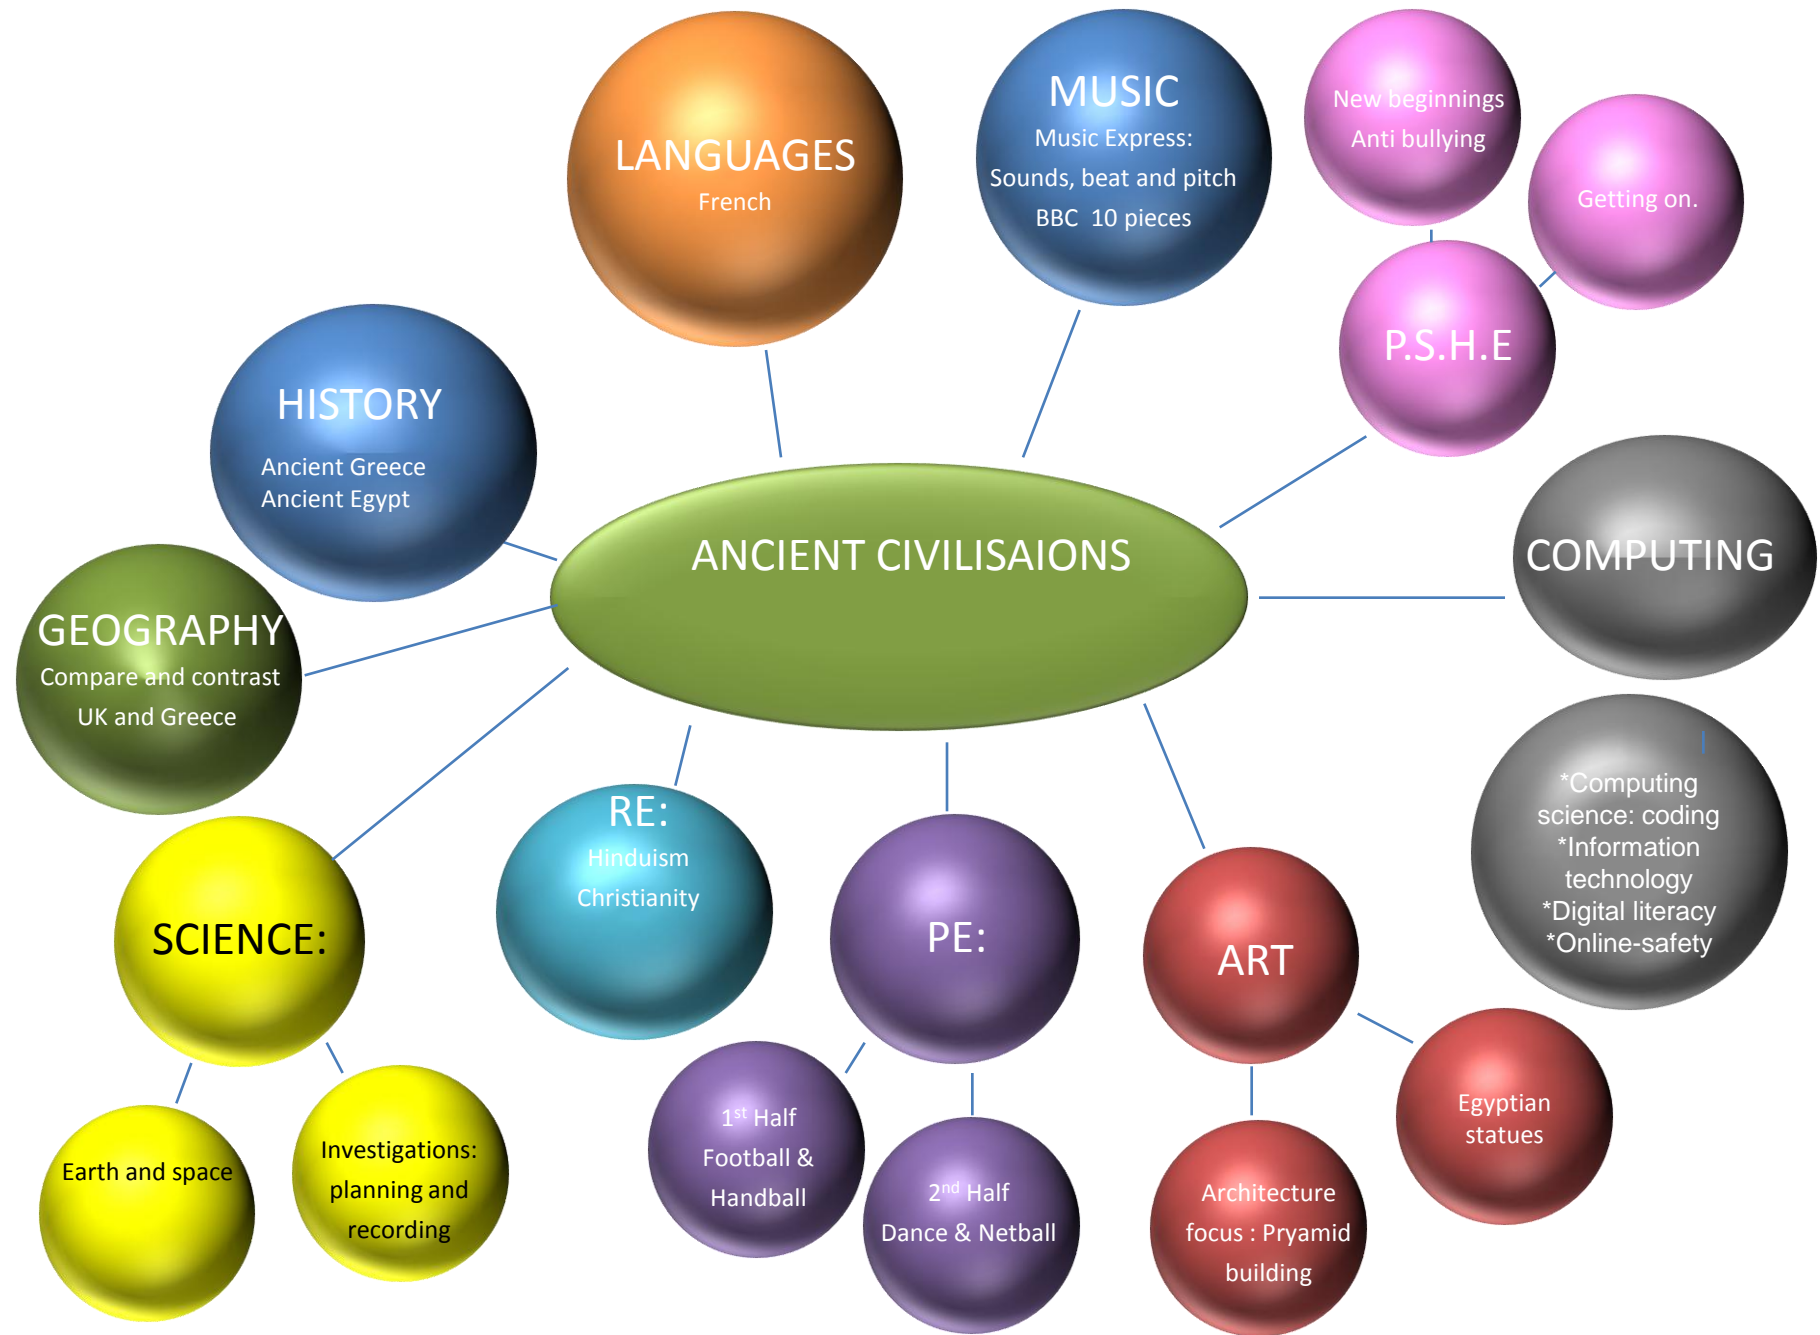 LANGUAGES
French
MUSIC
Music Express:
Sounds, beat and pitch
BBC  10 pieces
New beginnings
Anti bullying
Getting on.
P.S.H.E
HISTORY
Ancient Greece
Ancient Egypt
ANCIENT CIVILISAIONS
COMPUTING
GEOGRAPHY
Compare and contrast
UK and Greece
*Computing
science: coding
*Information
technology
*Digital literacy
*Online-safety
RE:
Hinduism
Christianity
SCIENCE:
PE:
ART
Earth and space
Investigations:
planning and
recording
1st Half
Football &
Handball
2nd Half
Dance & Netball
Architecture
focus : Pryamid
building
Egyptian
statues